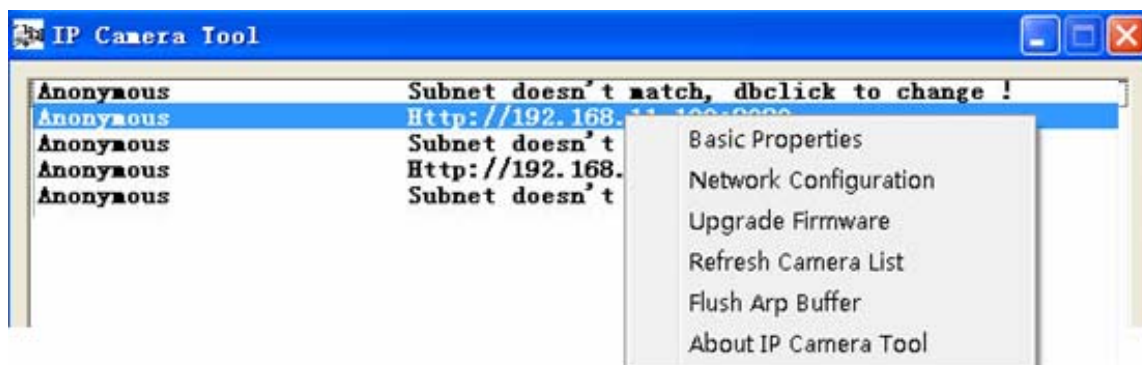 IP Camera Tool
Anonymous Subnet doesn't match, dbclick to change !
Anonymous Http://192.168.
Anonymous Subnet doesn't
Anonymous Http://192.168.
Anonymous Subnet doesn't
Basic Properties
Network Configuration
Upgrade Firmware
Refresh Camera List
Flush Arp Buffer
About IP Camera Tool